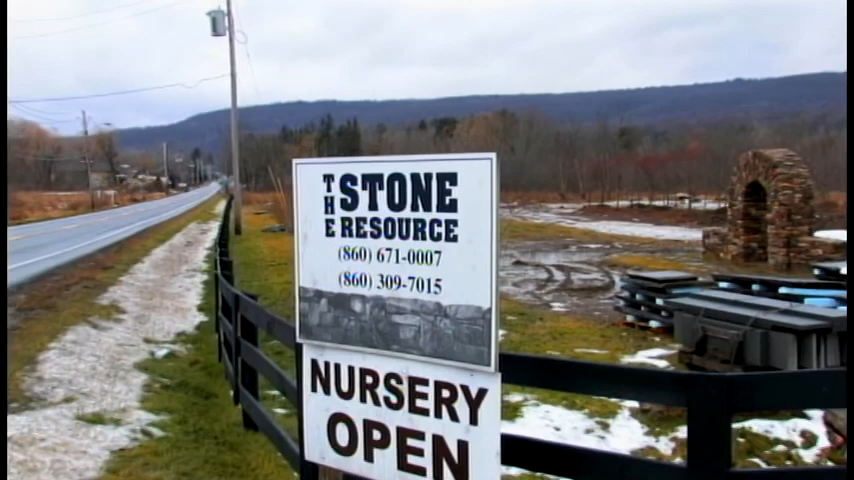 THE STONE
RESOURCE
(860) 671-0007
(860) 309-7015
NURSERY
OPEN